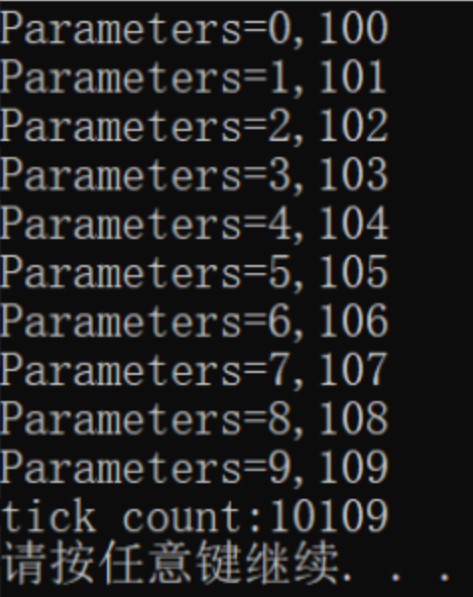 Parameters=0,100
Parameters=1,101
Parameters=2,102
Parameters=3,103
Parameters=4,104
Parameters=5,105
Parameters=6,106
Parameters=7,107
Parameters=8,108
Parameters=9,109
tick count:10109
请按任意键继续. . .